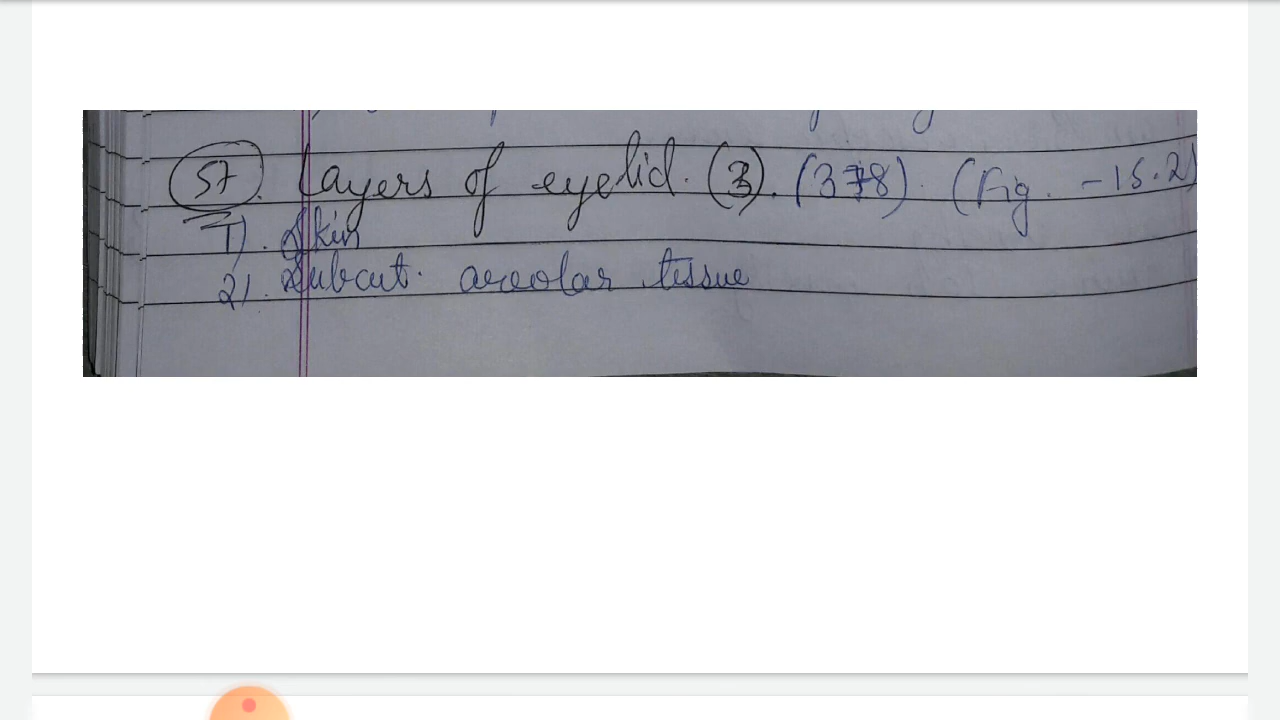 57. Layers of eyelid. (3). (378). (Fig. - 15.2)
1). Skin
2). Subcut. areolar tissue